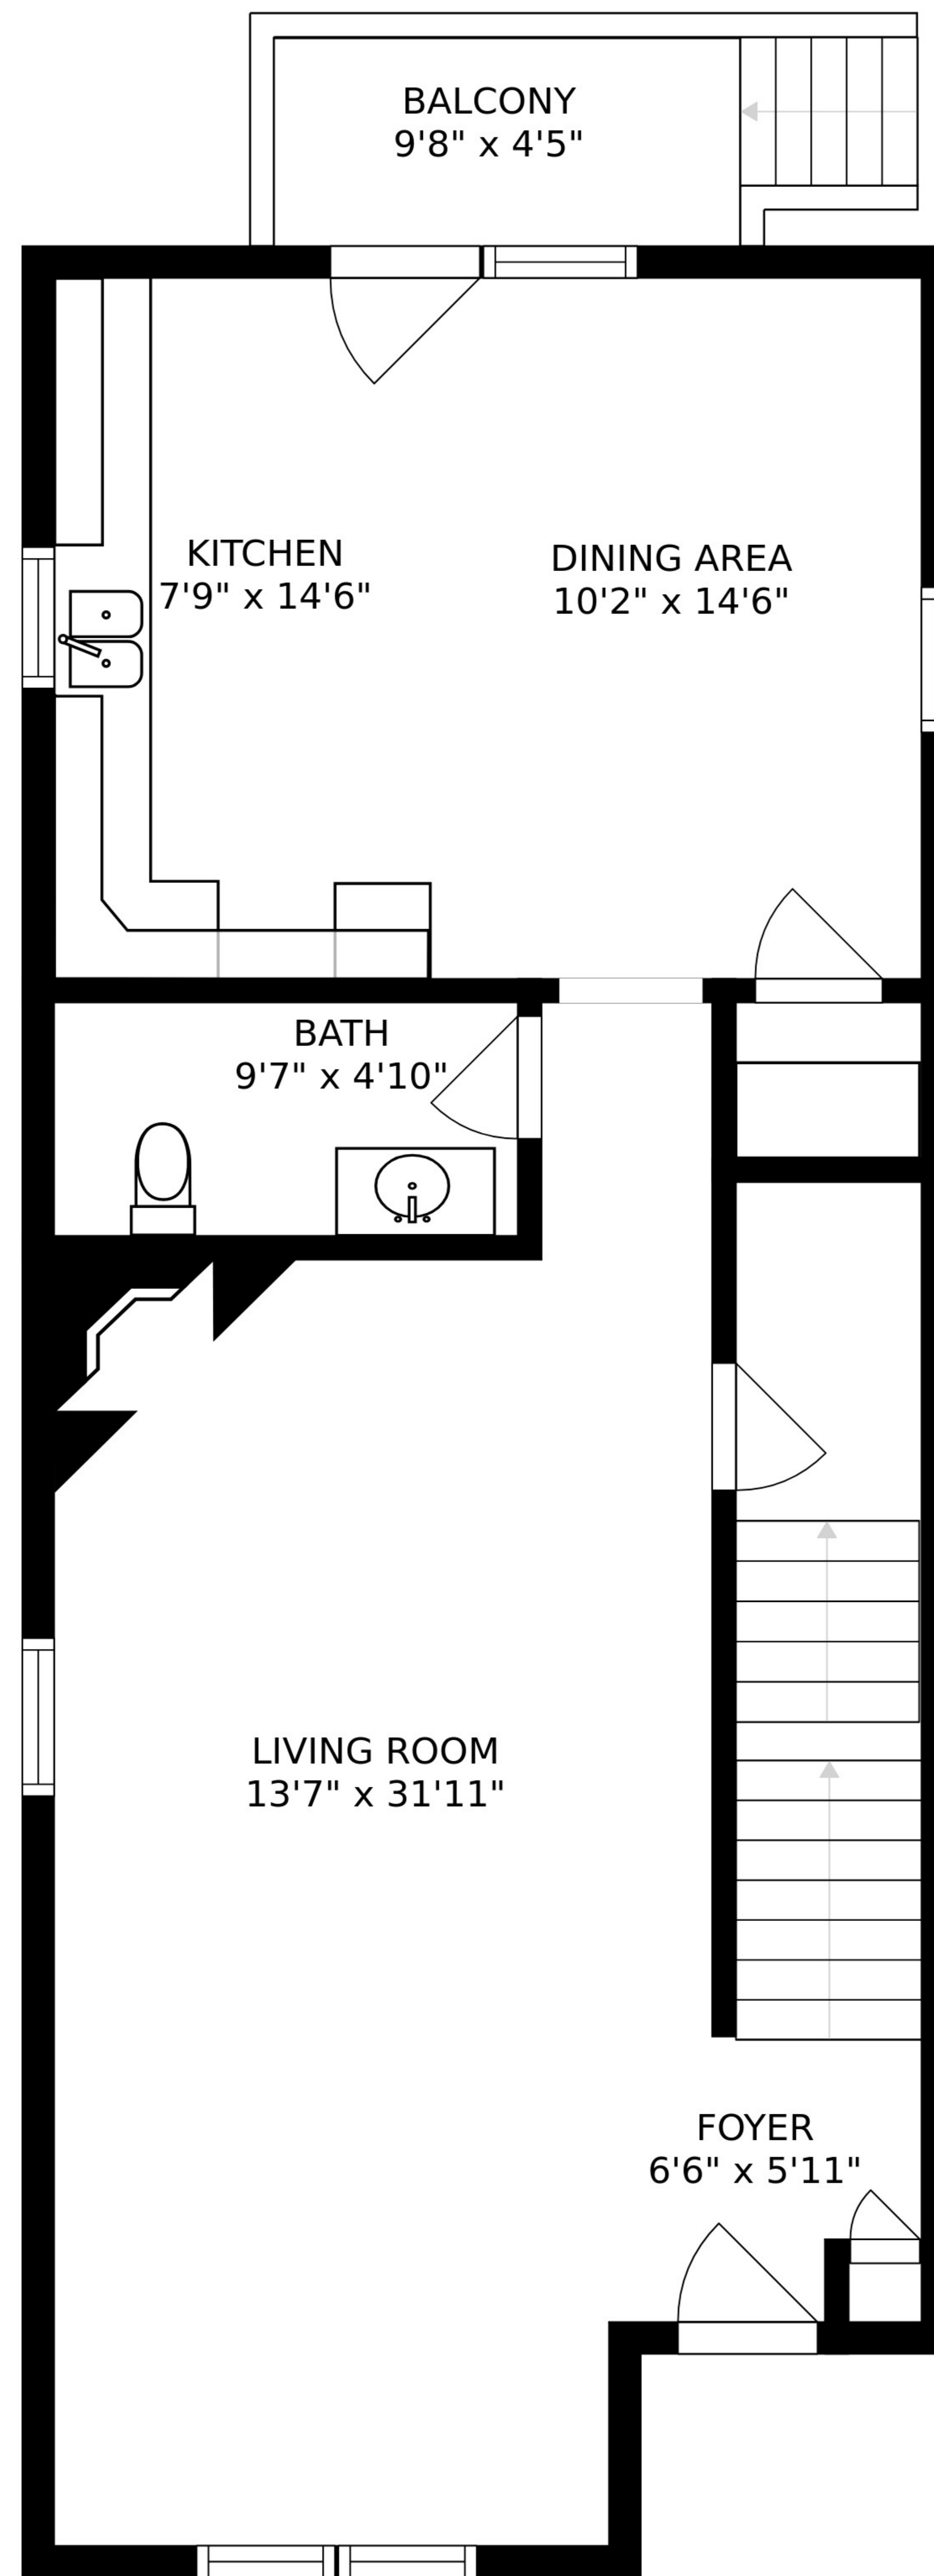 BALCONY
9'8" x 4'5"
KITCHEN
7'9" x 14'6"
DINING AREA
10'2" x 14'6"
BATH
9'7" x 4'10"
LIVING ROOM
13'7" x 31'11"
FOYER
6'6" x 5'11"